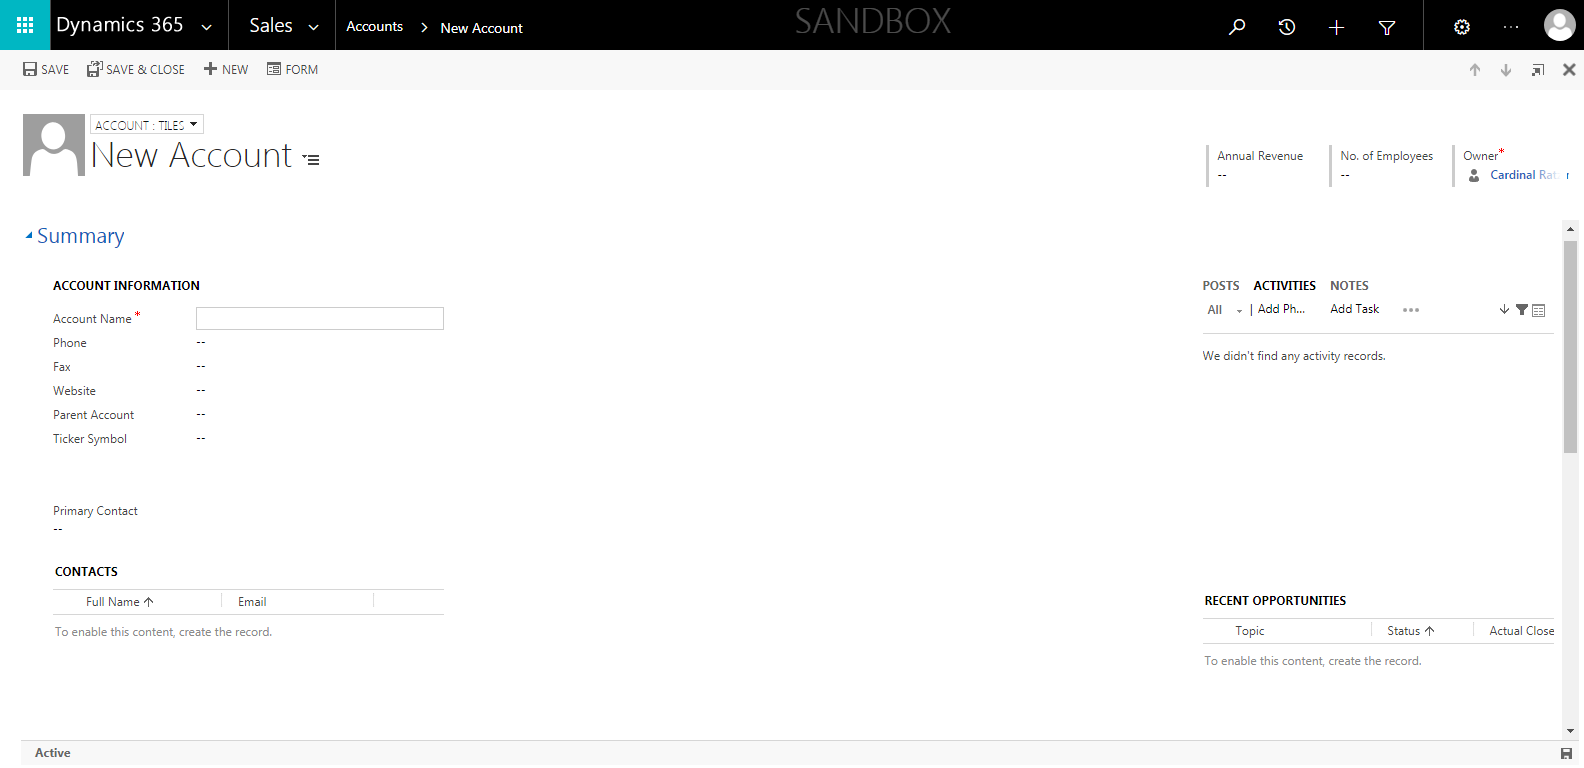 Dynamics 365 Sales Accounts > New Account SANDBOX
SAVE SAVE & CLOSE NEW FORM
ACCOUNT : TILES
New Account
Annual Revenue No. of Employees Owner*
-- -- Cardinal
Summary
ACCOUNT INFORMATION
Account Name *
Phone --
Fax --
Website --
Parent Account --
Ticker Symbol --
Primary Contact
--
CONTACTS
Full Name Email
To enable this content, create the record.
POSTS ACTIVITIES NOTES
All | Add Ph... Add Task ...
We didn't find any activity records.
RECENT OPPORTUNITIES
Topic Status Actual Close
To enable this content, create the record.
Active